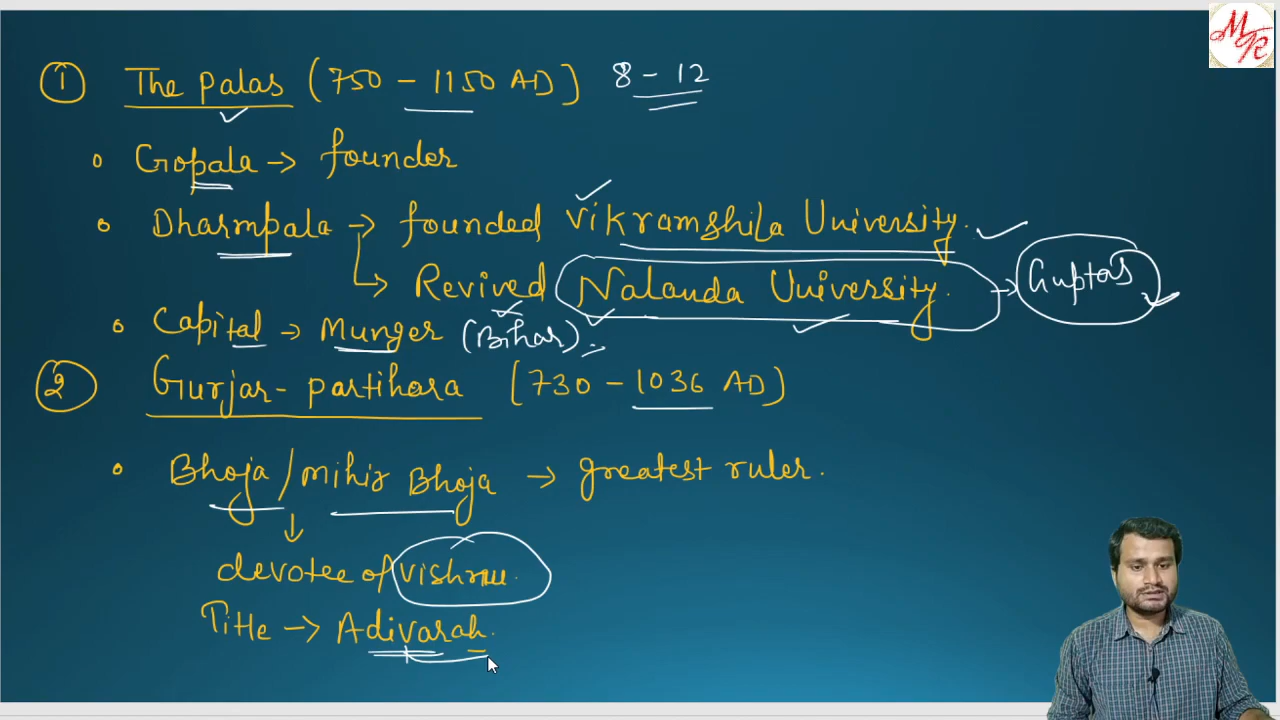 MR
① The Palas (750 - 1150 AD) 8 - 12
Gopala → founder
Dharmpala → founded Vikramshila University.
↳ Revived Nalanda University. → Guptas
Capital → Munger (Bihar)
② Gurjar - partihara (730 - 1036 AD)
Bhoja / mihir Bhoja → greatest ruler.
↓
devotee of vishnu.
Title → Adivarah.